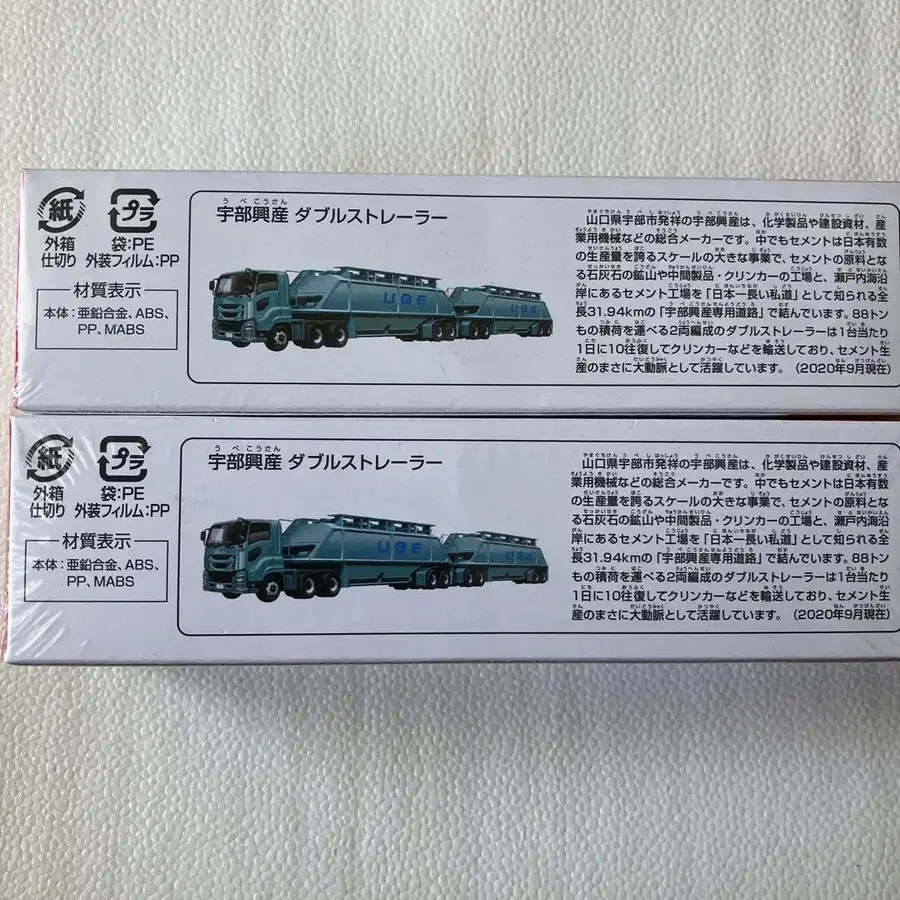 紙
プラ
外箱
仕切り
袋:PE
外装フィルム:PP
材質表示
本体:亜鉛合金、ABS、
PP、MABS
うべこうさん
宇部興産 ダブルストレーラー
UBE
UBE
山口県宇部市発祥の宇部興産は、化学製品や建設資材、産
業用機械などの総合メーカーです。中でもセメントは日本有数
の生産量を誇るスケールの大きな事業で、セメントの原料とな
る石灰石の鉱山や中間製品・クリンカーの工場と、瀬戸内海沿
岸にあるセメント工場を「日本一長い私道」として知られる全
長31.94kmの「宇部興産専用道路」で結んでいます。88トン
もの積荷を運べる2両編成のダブルストレーラーは1台当たり
1日に10往復してクリンカーなどを輸送しており、セメント生
産のまさに大動脈として活躍しています。(2020年9月現在)
紙
プラ
外箱
仕切り
袋:PE
外装フィルム:PP
材質表示
本体:亜鉛合金、ABS、
PP、MABS
うべこうさん
宇部興産 ダブルストレーラー
UBE
UBE
山口県宇部市発祥の宇部興産は、化学製品や建設資材、産
業用機械などの総合メーカーです。中でもセメントは日本有数
の生産量を誇るスケールの大きな事業で、セメントの原料とな
る石灰石の鉱山や中間製品・クリンカーの工場と、瀬戸内海沿
岸にあるセメント工場を「日本一長い私道」として知られる全
長31.94kmの「宇部興産専用道路」で結んでいます。88トン
もの積荷を運べる2両編成のダブルストレーラーは1台当たり
1日に10往復してクリンカーなどを輸送しており、セメント生
産のまさに大動脈として活躍しています。(2020年9月現在)